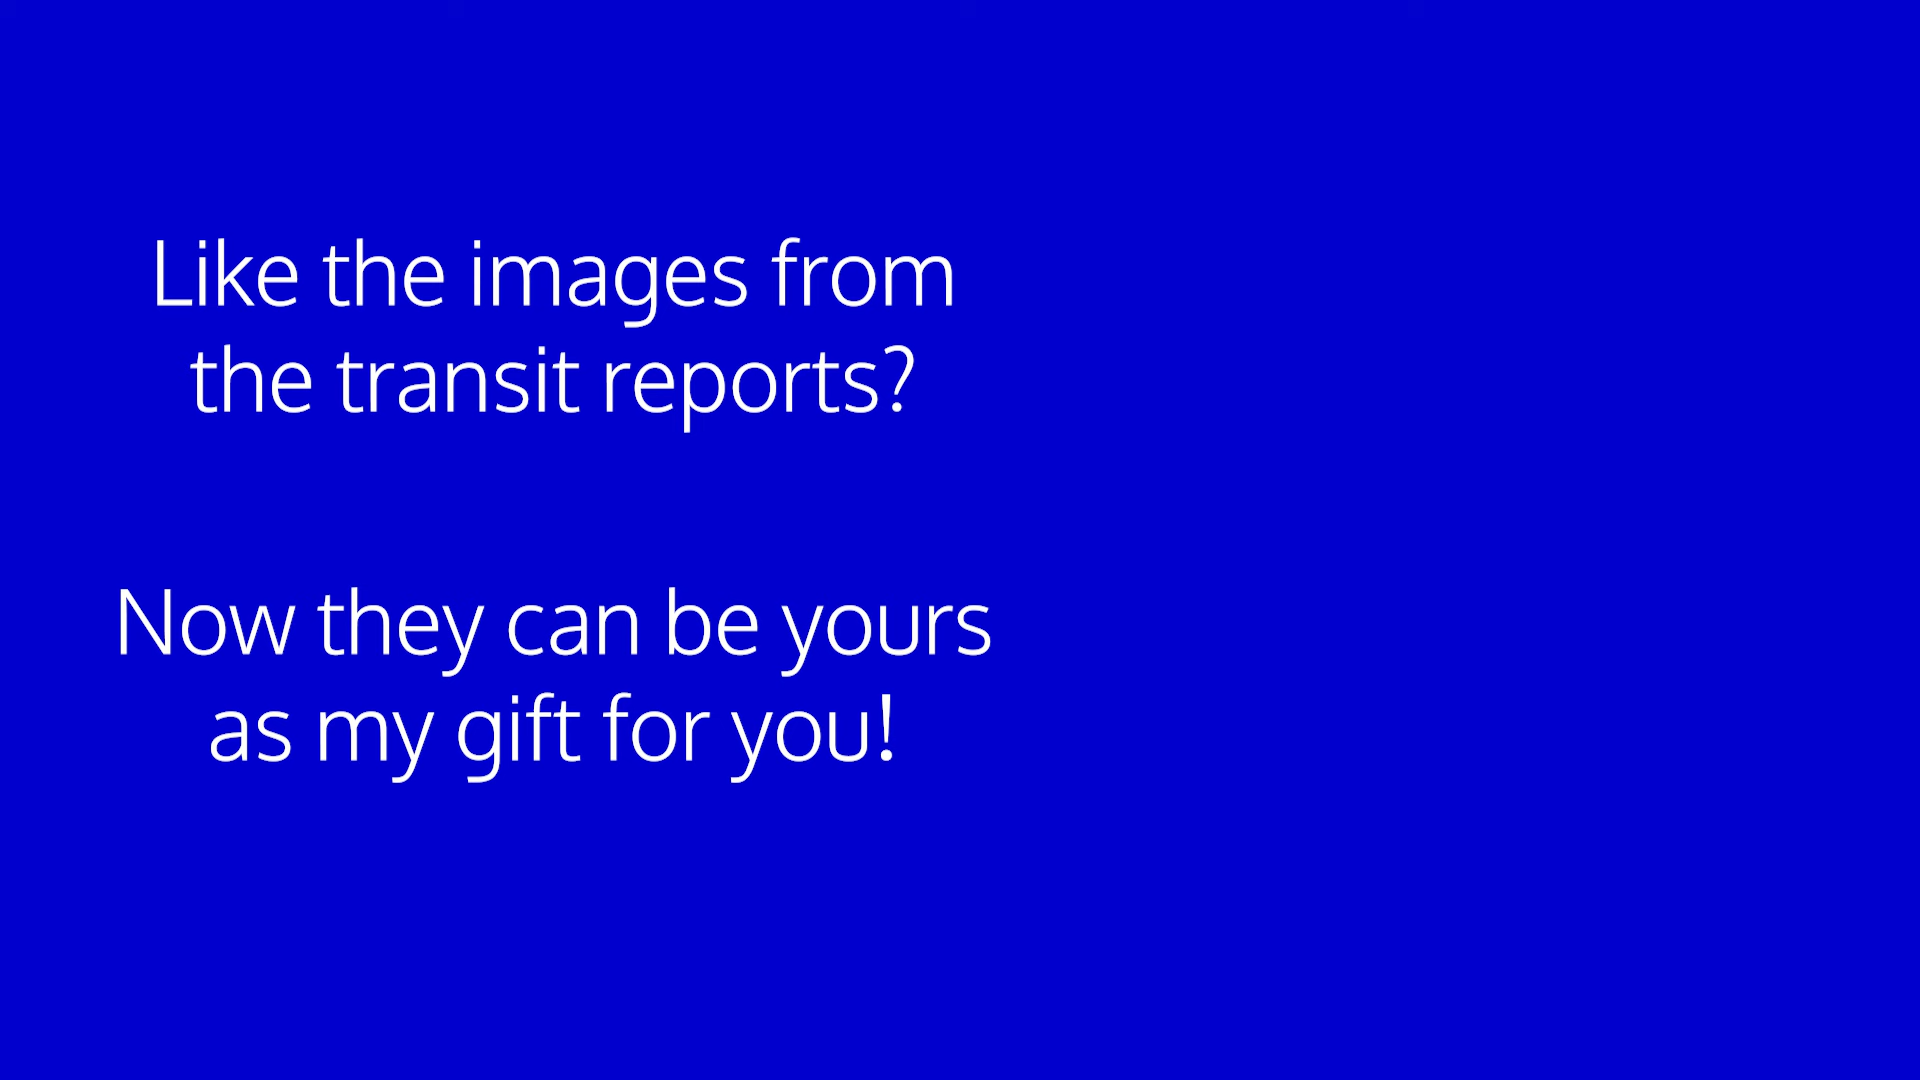 Like the images from
the transit reports?
Now they can be yours
as my gift for you!